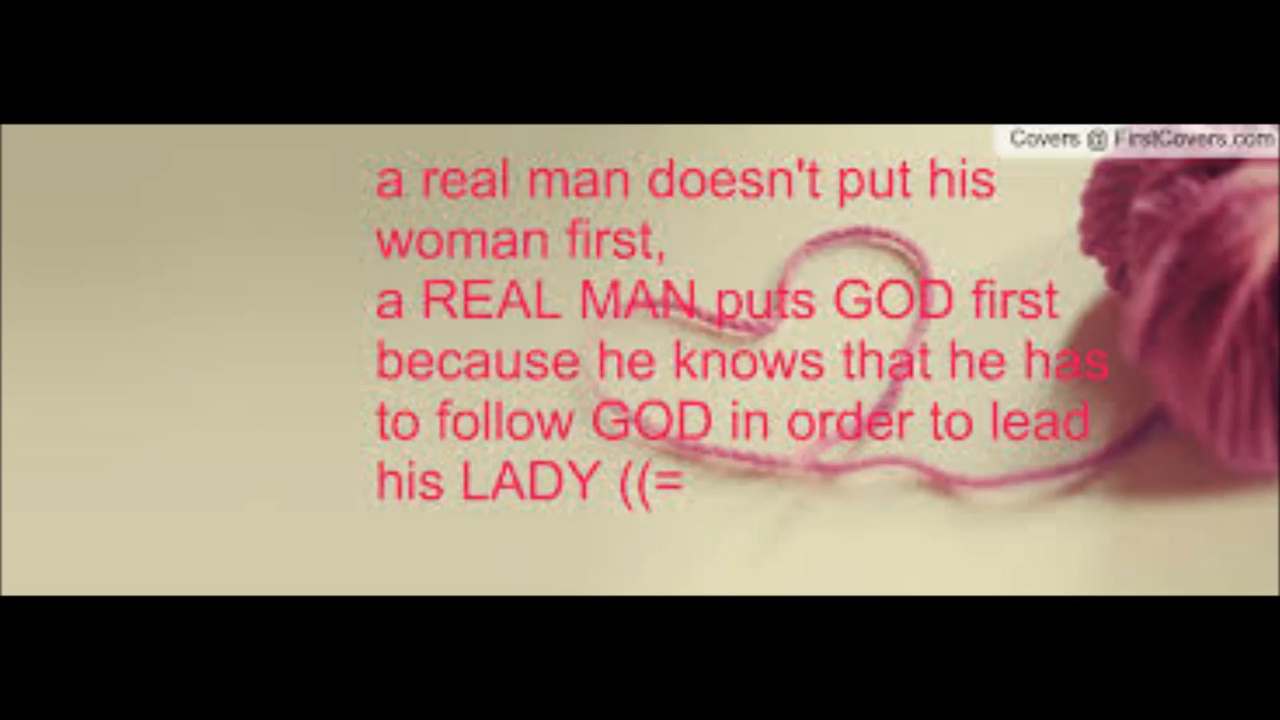 Covers @ FirstCovers.com
a real man doesn't put his
woman first,
a REAL MAN puts GOD first
because he knows that he has
to follow GOD in order to lead
his LADY ((=